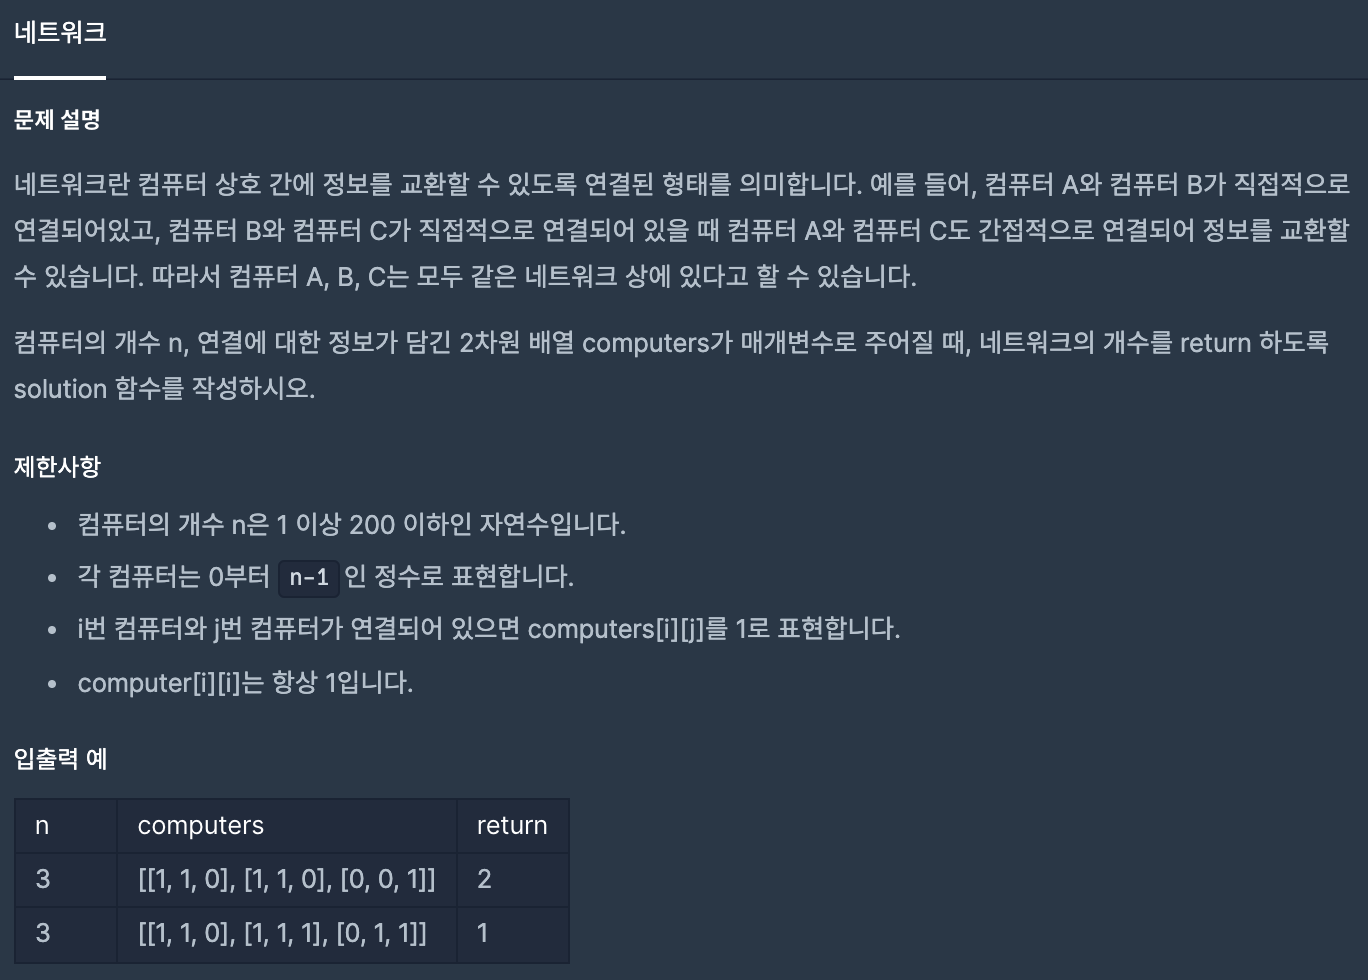 네트워크
문제 설명
네트워크란 컴퓨터 상호 간에 정보를 교환할 수 있도록 연결된 형태를 의미합니다. 예를 들어, 컴퓨터 A와 컴퓨터 B가 직접적으로
연결되어있고, 컴퓨터 B와 컴퓨터 C가 직접적으로 연결되어 있을 때 컴퓨터 A와 컴퓨터 C도 간접적으로 연결되어 정보를 교환할
수 있습니다. 따라서 컴퓨터 A, B, C는 모두 같은 네트워크 상에 있다고 할 수 있습니다.
컴퓨터의 개수 n, 연결에 대한 정보가 담긴 2차원 배열 computers가 매개변수로 주어질 때, 네트워크의 개수를 return 하도록
solution 함수를 작성하시오.
제한사항
• 컴퓨터의 개수 n은 1 이상 200 이하인 자연수입니다.
• 각 컴퓨터는 0부터 n-1 인 정수로 표현합니다.
• i번 컴퓨터와 j번 컴퓨터가 연결되어 있으면 computers[i][j]를 1로 표현합니다.
• computer[i][i]는 항상 1입니다.
입출력 예
n computers return
3 [[1, 1, 0], [1, 1, 0], [0, 0, 1]] 2
3 [[1, 1, 0], [1, 1, 1], [0, 1, 1]] 1